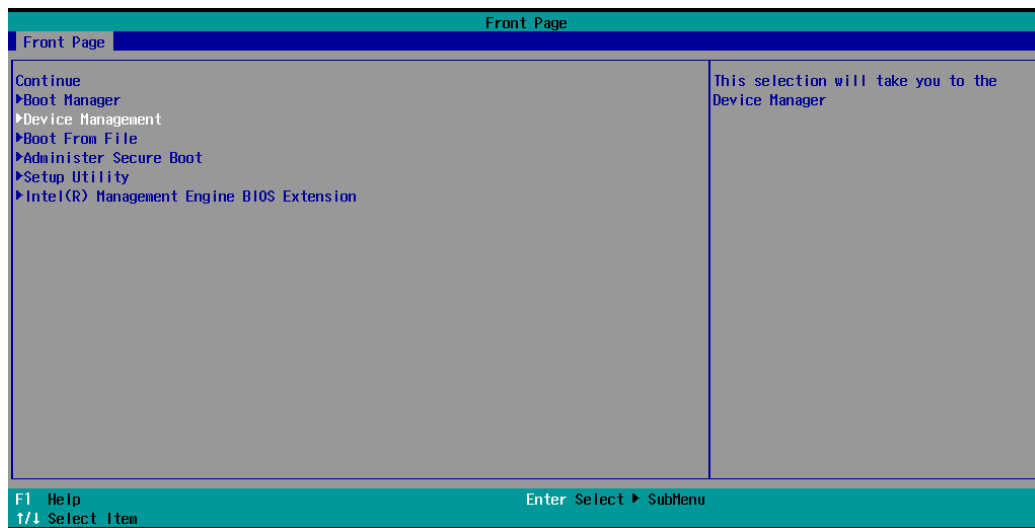 Front Page
Front Page
Continue
▶Boot Manager
▶Device Management
▶Boot From File
▶Administer Secure Boot
▶Setup Utility
▶Intel(R) Management Engine BIOS Extension
This selection will take you to the
Device Manager
F1 Help
Enter Select ▶ SubMenu
↑/↓ Select Item